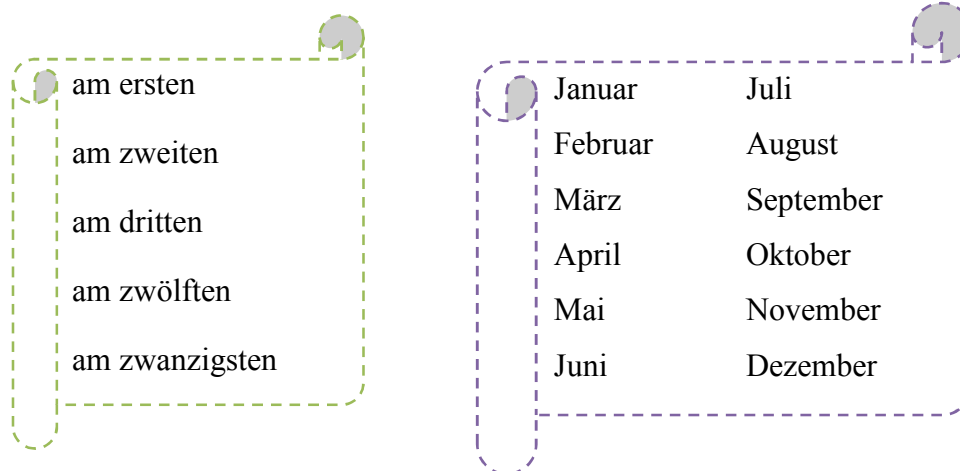 am ersten
am zweiten
am dritten
am zwölften
am zwanzigsten
Januar Juli
Februar August
März September
April Oktober
Mai November
Juni Dezember